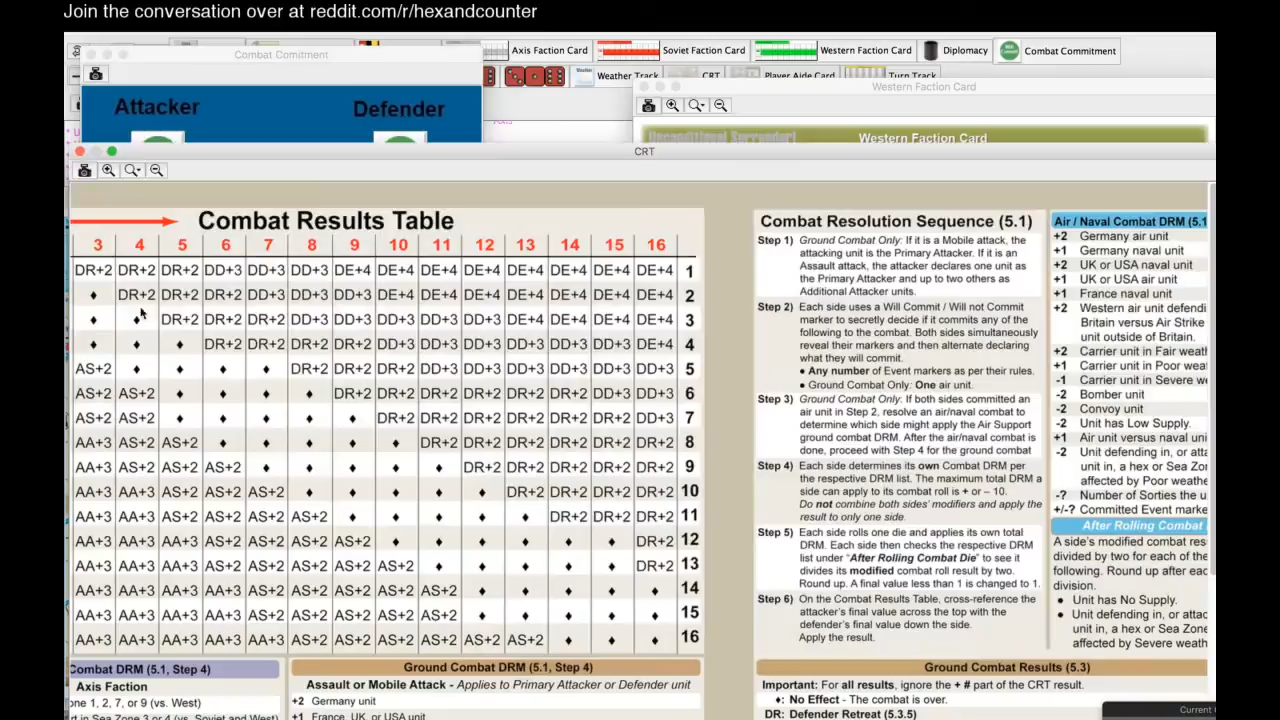 Join the conversation over at reddit.com/r/hexandcounter
Axis Faction Card
Soviet Faction Card
Western Faction Card
Diplomacy
Combat Commitment
Weather Track
CRT
Player Aide Card
Turn Track
Combat Comitment
Attacker
Defender
Western Faction Card
Unconditional Surrender!
Western Faction Card
CRT
Combat Results Table
3 4 5 6 7 8 9 10 11 12 13 14 15 16
DR+2 DR+2 DR+2 DD+3 DD+3 DD+3 DE+4 DE+4 DE+4 DE+4 DE+4 DE+4 DE+4 DE+4 1
♦ DR+2 DR+2 DR+2 DD+3 DD+3 DD+3 DE+4 DE+4 DE+4 DE+4 DE+4 DE+4 DE+4 2
♦ ♦ DR+2 DR+2 DR+2 DD+3 DD+3 DD+3 DD+3 DD+3 DE+4 DE+4 DE+4 DE+4 3
♦ ♦ ♦ DR+2 DR+2 DR+2 DR+2 DD+3 DD+3 DD+3 DD+3 DD+3 DD+3 DE+4 4
AS+2 ♦ ♦ ♦ ♦ DR+2 DR+2 DR+2 DD+3 DD+3 DD+3 DD+3 DD+3 DD+3 5
AS+2 AS+2 ♦ ♦ ♦ ♦ DR+2 DR+2 DR+2 DR+2 DR+2 DR+2 DD+3 DD+3 6
AS+2 AS+2 ♦ ♦ ♦ ♦ ♦ DR+2 DR+2 DR+2 DR+2 DR+2 DR+2 DD+3 7
AA+3 AS+2 AS+2 ♦ ♦ ♦ ♦ ♦ DR+2 DR+2 DR+2 DR+2 DR+2 DR+2 8
AA+3 AS+2 AS+2 AS+2 ♦ ♦ ♦ ♦ ♦ DR+2 DR+2 DR+2 DR+2 DR+2 9
AA+3 AA+3 AS+2 AS+2 AS+2 ♦ ♦ ♦ ♦ ♦ DR+2 DR+2 DR+2 DR+2 10
AA+3 AA+3 AS+2 AS+2 AS+2 AS+2 ♦ ♦ ♦ ♦ ♦ DR+2 DR+2 DR+2 11
AA+3 AA+3 AA+3 AS+2 AS+2 AS+2 AS+2 ♦ ♦ ♦ ♦ ♦ ♦ DR+2 12
AA+3 AA+3 AA+3 AS+2 AS+2 AS+2 AS+2 AS+2 ♦ ♦ ♦ ♦ ♦ DR+2 13
AA+3 AA+3 AA+3 AA+3 AS+2 AS+2 AS+2 AS+2 AS+2 ♦ ♦ ♦ ♦ ♦ 14
AA+3 AA+3 AA+3 AA+3 AS+2 AS+2 AS+2 AS+2 AS+2 ♦ ♦ ♦ ♦ ♦ 15
AA+3 AA+3 AA+3 AA+3 AA+3 AS+2 AS+2 AS+2 AS+2 AS+2 AS+2 ♦ ♦ ♦ 16
Combat DRM (5.1, Step 4)
Axis Faction
one 1, 2, 7, or 9 (vs. West)
rt in Sea Zone 3 or 4 (vs. Soviet and West)
Ground Combat DRM (5.1, Step 4)
Assault or Mobile Attack - Applies to Primary Attacker or Defender unit
+2 Germany unit
+1 France, UK, or USA unit
Combat Resolution Sequence (5.1)
Step 1) Ground Combat Only: If it is a Mobile attack, the
attacking unit is the Primary Attacker. If it is an
Assault attack, the attacker declares one unit as
the Primary Attacker and up to two others as
Additional Attacker units.
Step 2) Each side uses a Will Commit / Will not Commit
marker to secretly decide if it commits any of the
following to the combat. Both sides simultaneously
reveal their markers and then alternate declaring
what they will commit.
● Any number of Event markers as per their rules.
● Ground Combat Only: One air unit.
Step 3) Ground Combat Only: If both sides committed an
air unit in Step 2, resolve an air/naval combat to
determine which side might apply the Air Support
ground combat DRM. After the air/naval combat is
done, proceed with Step 4 for the ground combat
Step 4) Each side determines its own Combat DRM per
the respective DRM list. The maximum total DRM a
side can apply to its combat roll is + or – 10.
Do not combine both sides' modifiers and apply the
result to only one side.
Step 5) Each side rolls one die and applies its own total
DRM. Each side then checks the respective DRM
list under "After Rolling Combat Die" to see it
divides its modified combat roll result by two.
Round up. A final value less than 1 is changed to 1.
Step 6) On the Combat Results Table, cross-reference the
attacker's final value across the top with the
defender's final value down the side.
Apply the result.
Ground Combat Results (5.3)
Important: For all results, ignore the + # part of the CRT result.
♦: No Effect - The combat is over.
DR: Defender Retreat (5.3.5)
Air / Naval Combat DRM (5.1
+2 Germany air unit
+1 Germany naval unit
+2 UK or USA naval unit
+1 UK or USA air unit
+1 France naval unit
+2 Western air unit defendi
Britain versus Air Strike
unit outside of Britain.
+2 Carrier unit in Fair weath
+1 Carrier unit in Poor wea
-1 Carrier unit in Severe w
-2 Bomber unit
-2 Convoy unit
-2 Unit has Low Supply.
+1 Air unit versus naval uni
-2 Unit defending in, or atta
unit in, a hex or Sea Zo
affected by Poor weathe
-? Number of Sorties the u
+/-? Committed Event marke
After Rolling Combat
A side's modified combat res
divided by two for each of the
following. Round up after eac
division.
● Unit has No Supply.
● Unit defending in, or attac
unit in, a hex or Sea Zone
affected by Severe weath
Current